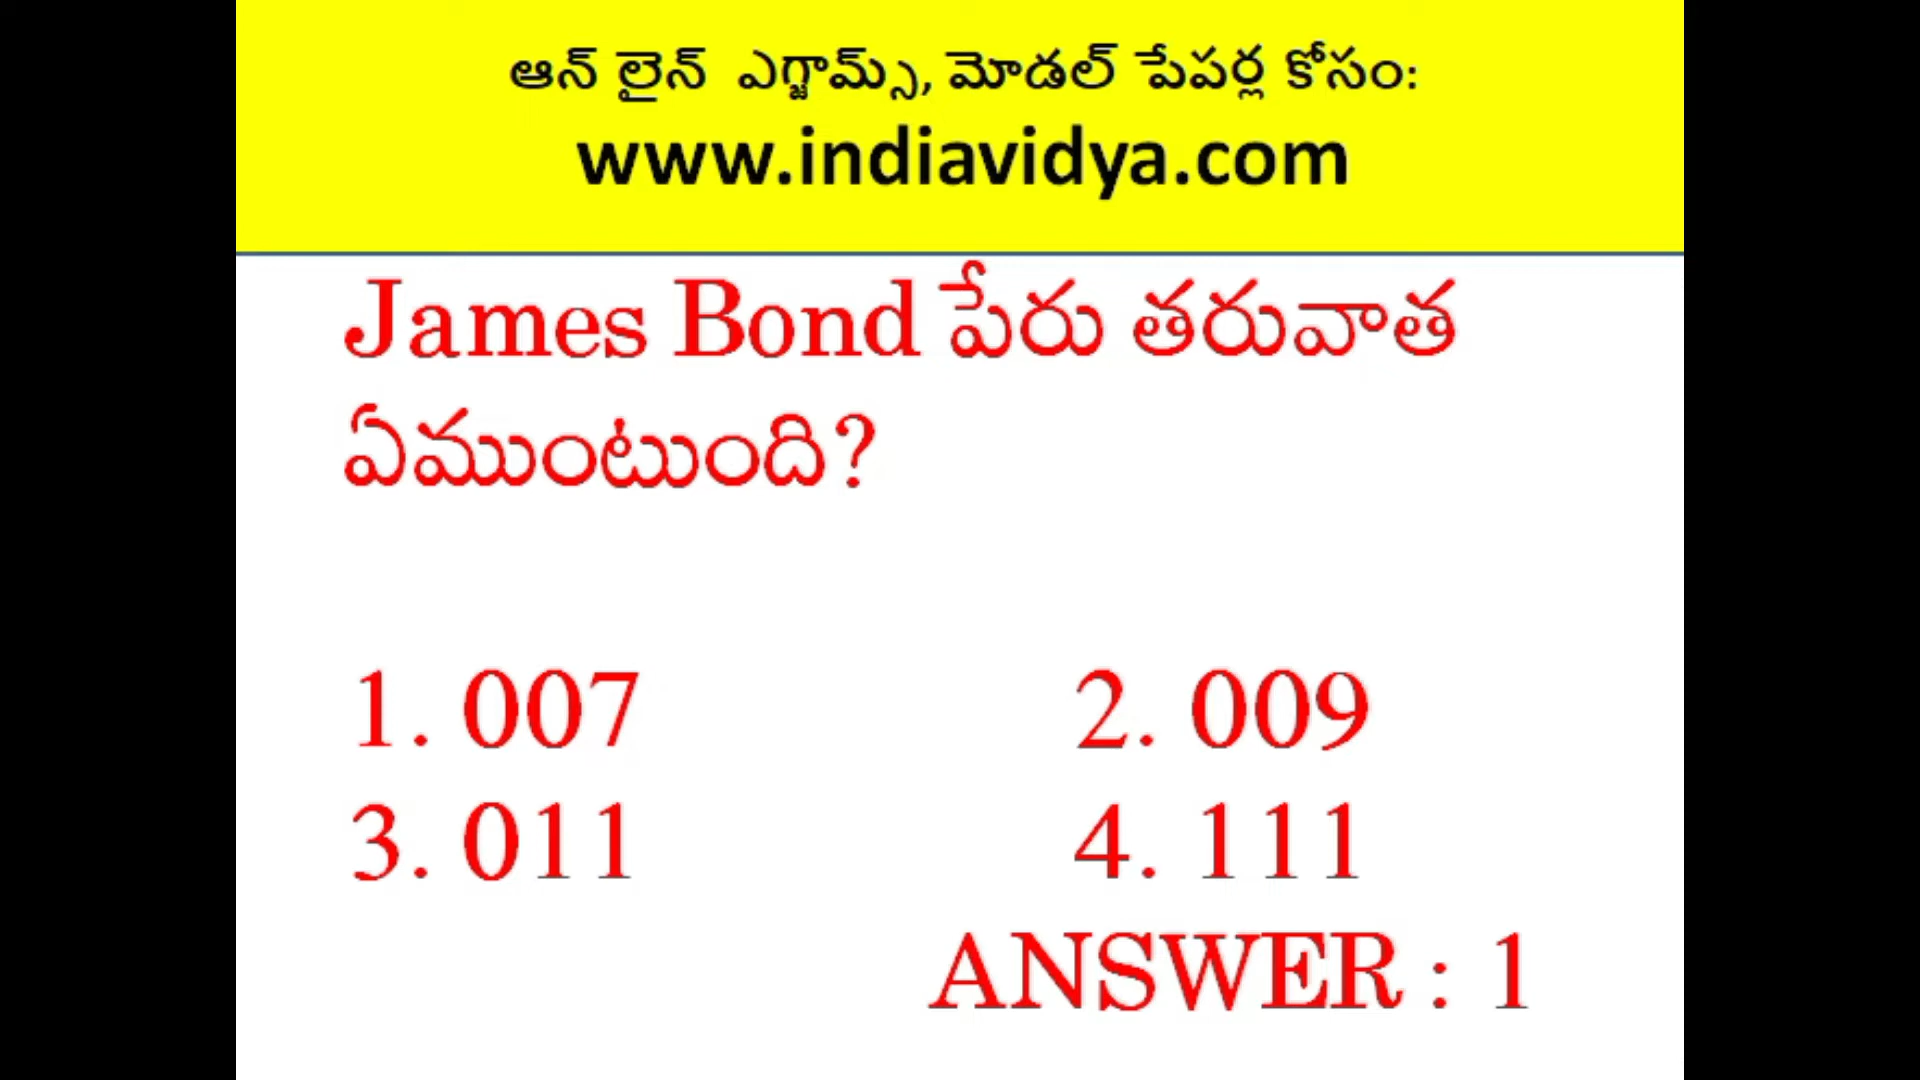 ఆన్ లైన్ ఎగ్జామ్స్, మోడల్ పేపర్ల కోసం:
www.indiavidya.com
James Bond పేరు తరువాత
ఏముంటుంది?
1. 007 2. 009
3. 011 4. 111
ANSWER : 1